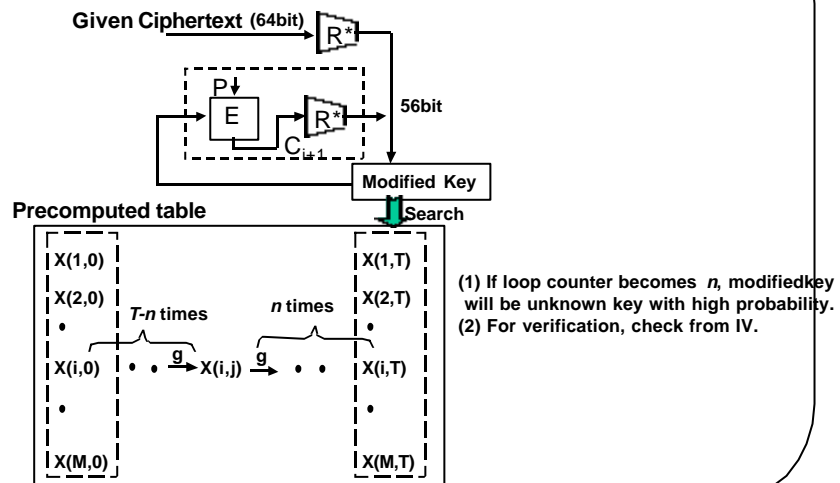 Given Ciphertext (64bit)
R*
P
E
R*
56bit
C i+1
Modified Key
Precomputed table
Search
X(1,0)
X(1,T)
X(2,0)
X(2,T)
T-n times
n times
X(i,0)
g
X(i,j)
g
X(i,T)
X(M,0)
X(M,T)
(1) If loop counter becomes n, modifiedkey
will be unknown key with high probability.
(2) For verification, check from IV.